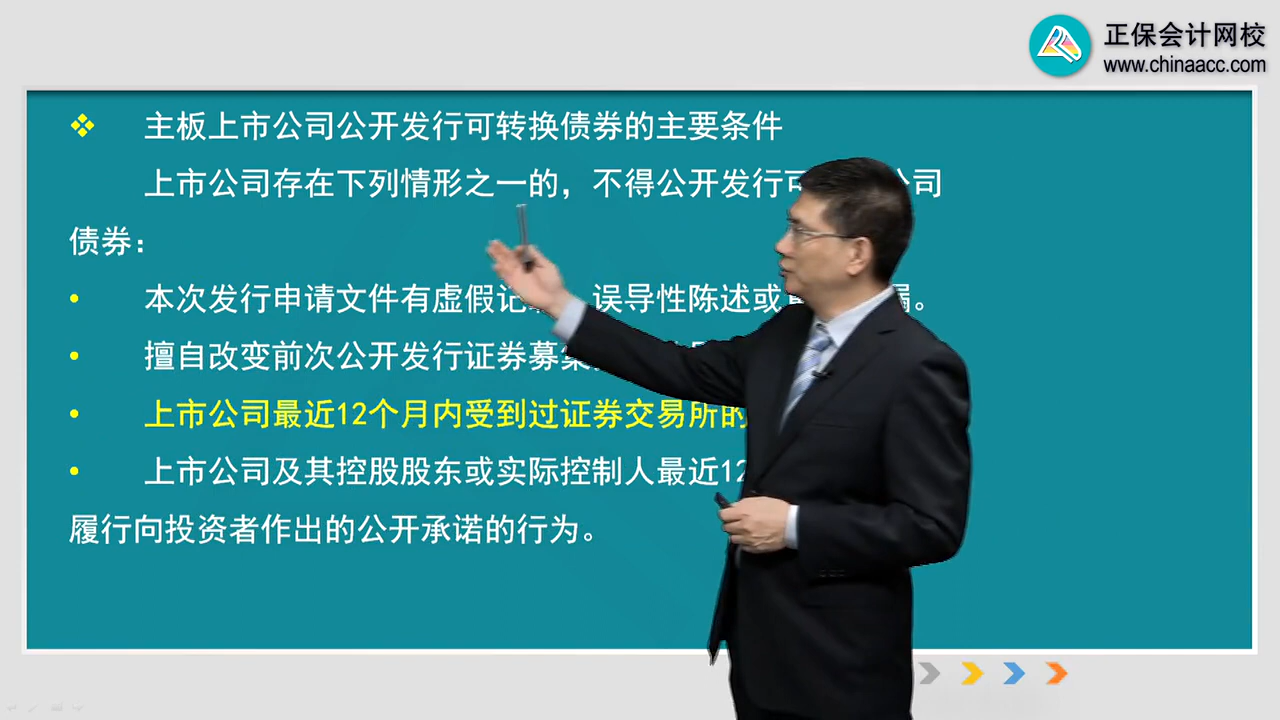 正保会计网校
www.chinaacc.com
主板上市公司公开发行可转换债券的主要条件
上市公司存在下列情形之一的，不得公开发行可 公司
债券：
本次发行申请文件有虚假记 误导性陈述或 漏。
擅自改变前次公开发行证券募集
上市公司最近12个月内受到过证券交易所的
上市公司及其控股股东或实际控制人最近12
履行向投资者作出的公开承诺的行为。